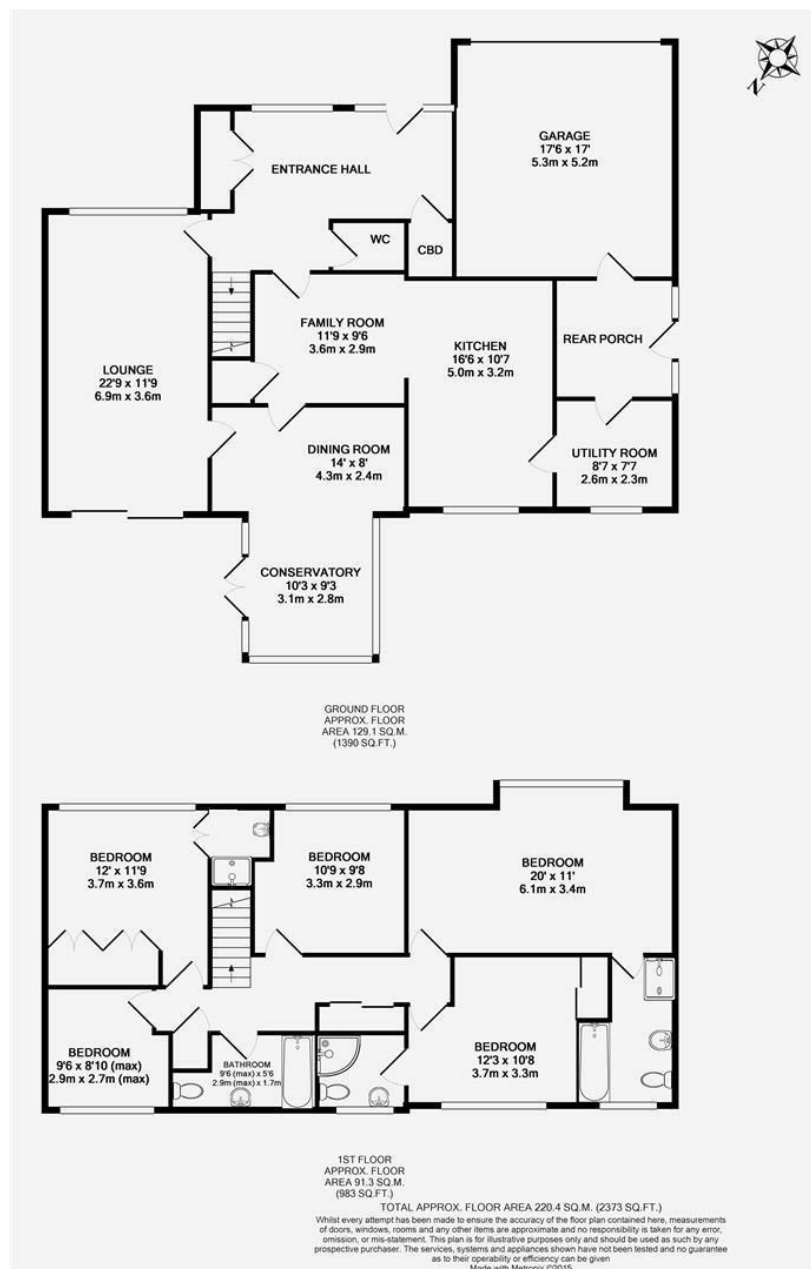 N
GARAGE
17'6 x 17'
5.3m x 5.2m
ENTRANCE HALL
WC
CBD
FAMILY ROOM
11'9 x 9'6
3.6m x 2.9m
KITCHEN
16'6 x 10'7
5.0m x 3.2m
REAR PORCH
LOUNGE
22'9 x 11'9
6.9m x 3.6m
DINING ROOM
14' x 8'
4.3m x 2.4m
UTILITY ROOM
8'7 x 7'7
2.6m x 2.3m
CONSERVATORY
10'3 x 9'3
3.1m x 2.8m
GROUND FLOOR
APPROX. FLOOR
AREA 129.1 SQ.M.
(1390 SQ.FT.)
BEDROOM
12' x 11'9
3.7m x 3.6m
BEDROOM
10'9 x 9'8
3.3m x 2.9m
BEDROOM
20' x 11'
6.1m x 3.4m
BEDROOM
9'6 x 8'10 (max)
2.9m x 2.7m (max)
BATHROOM
9'6 (max) x 5'6
2.9m (max) x 1.7m
BEDROOM
12'3 x 10'8
3.7m x 3.3m
1ST FLOOR
APPROX. FLOOR
AREA 91.3 SQ.M.
(983 SQ.FT.)
TOTAL APPROX. FLOOR AREA 220.4 SQ.M. (2373 SQ.FT.)
Whilst every attempt has been made to ensure the accuracy of the floor plan contained here, measurements
of doors, windows, rooms and any other items are approximate and no responsibility is taken for any error,
omission, or mis-statement. This plan is for illustrative purposes only and should be used as such by any
prospective purchaser. The services, systems and appliances shown have not been tested and no guarantee
as to their operability or efficiency can be given
Made with Metropix ©2015